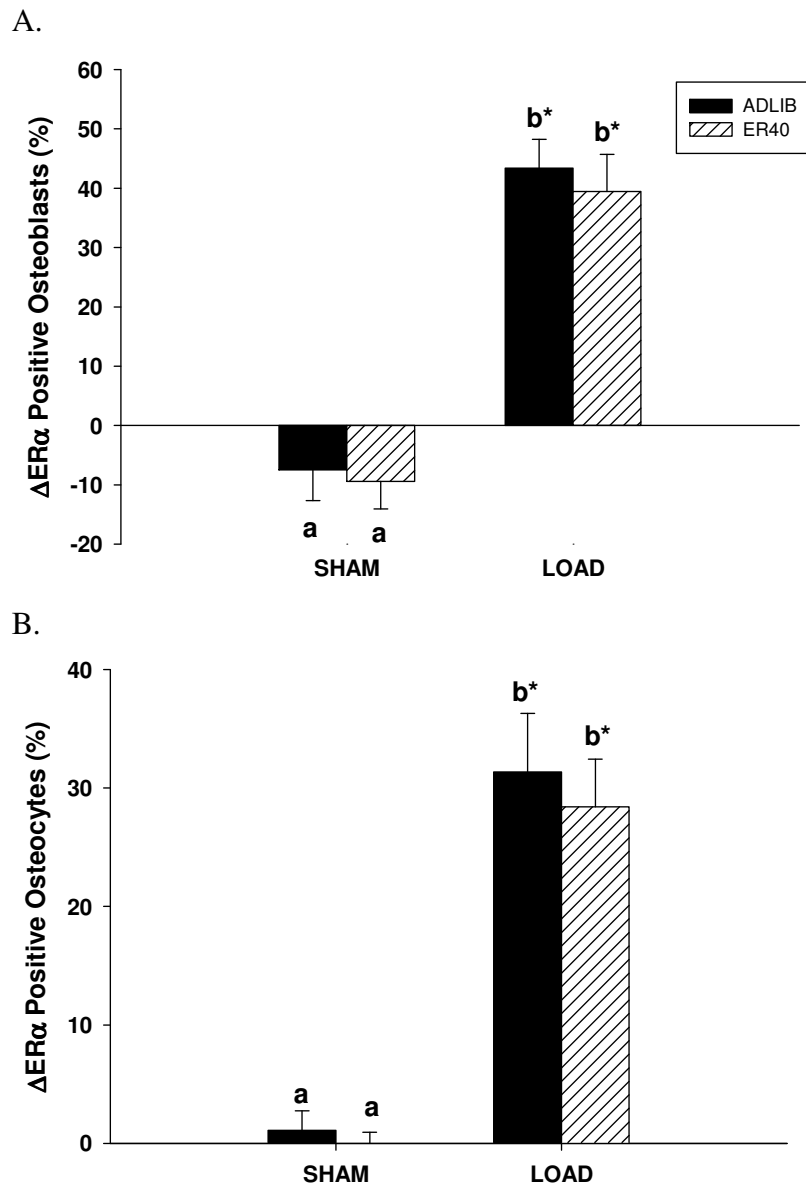 A.
60
50
40
30
20
10
0
-10
-20
ΔERα Positive Osteoblasts (%)
ADLIB
ER40
b* b*
a a
SHAM LOAD
B.
40
30
20
10
0
ΔERα Positive Osteocytes (%)
b* b*
a a
SHAM LOAD